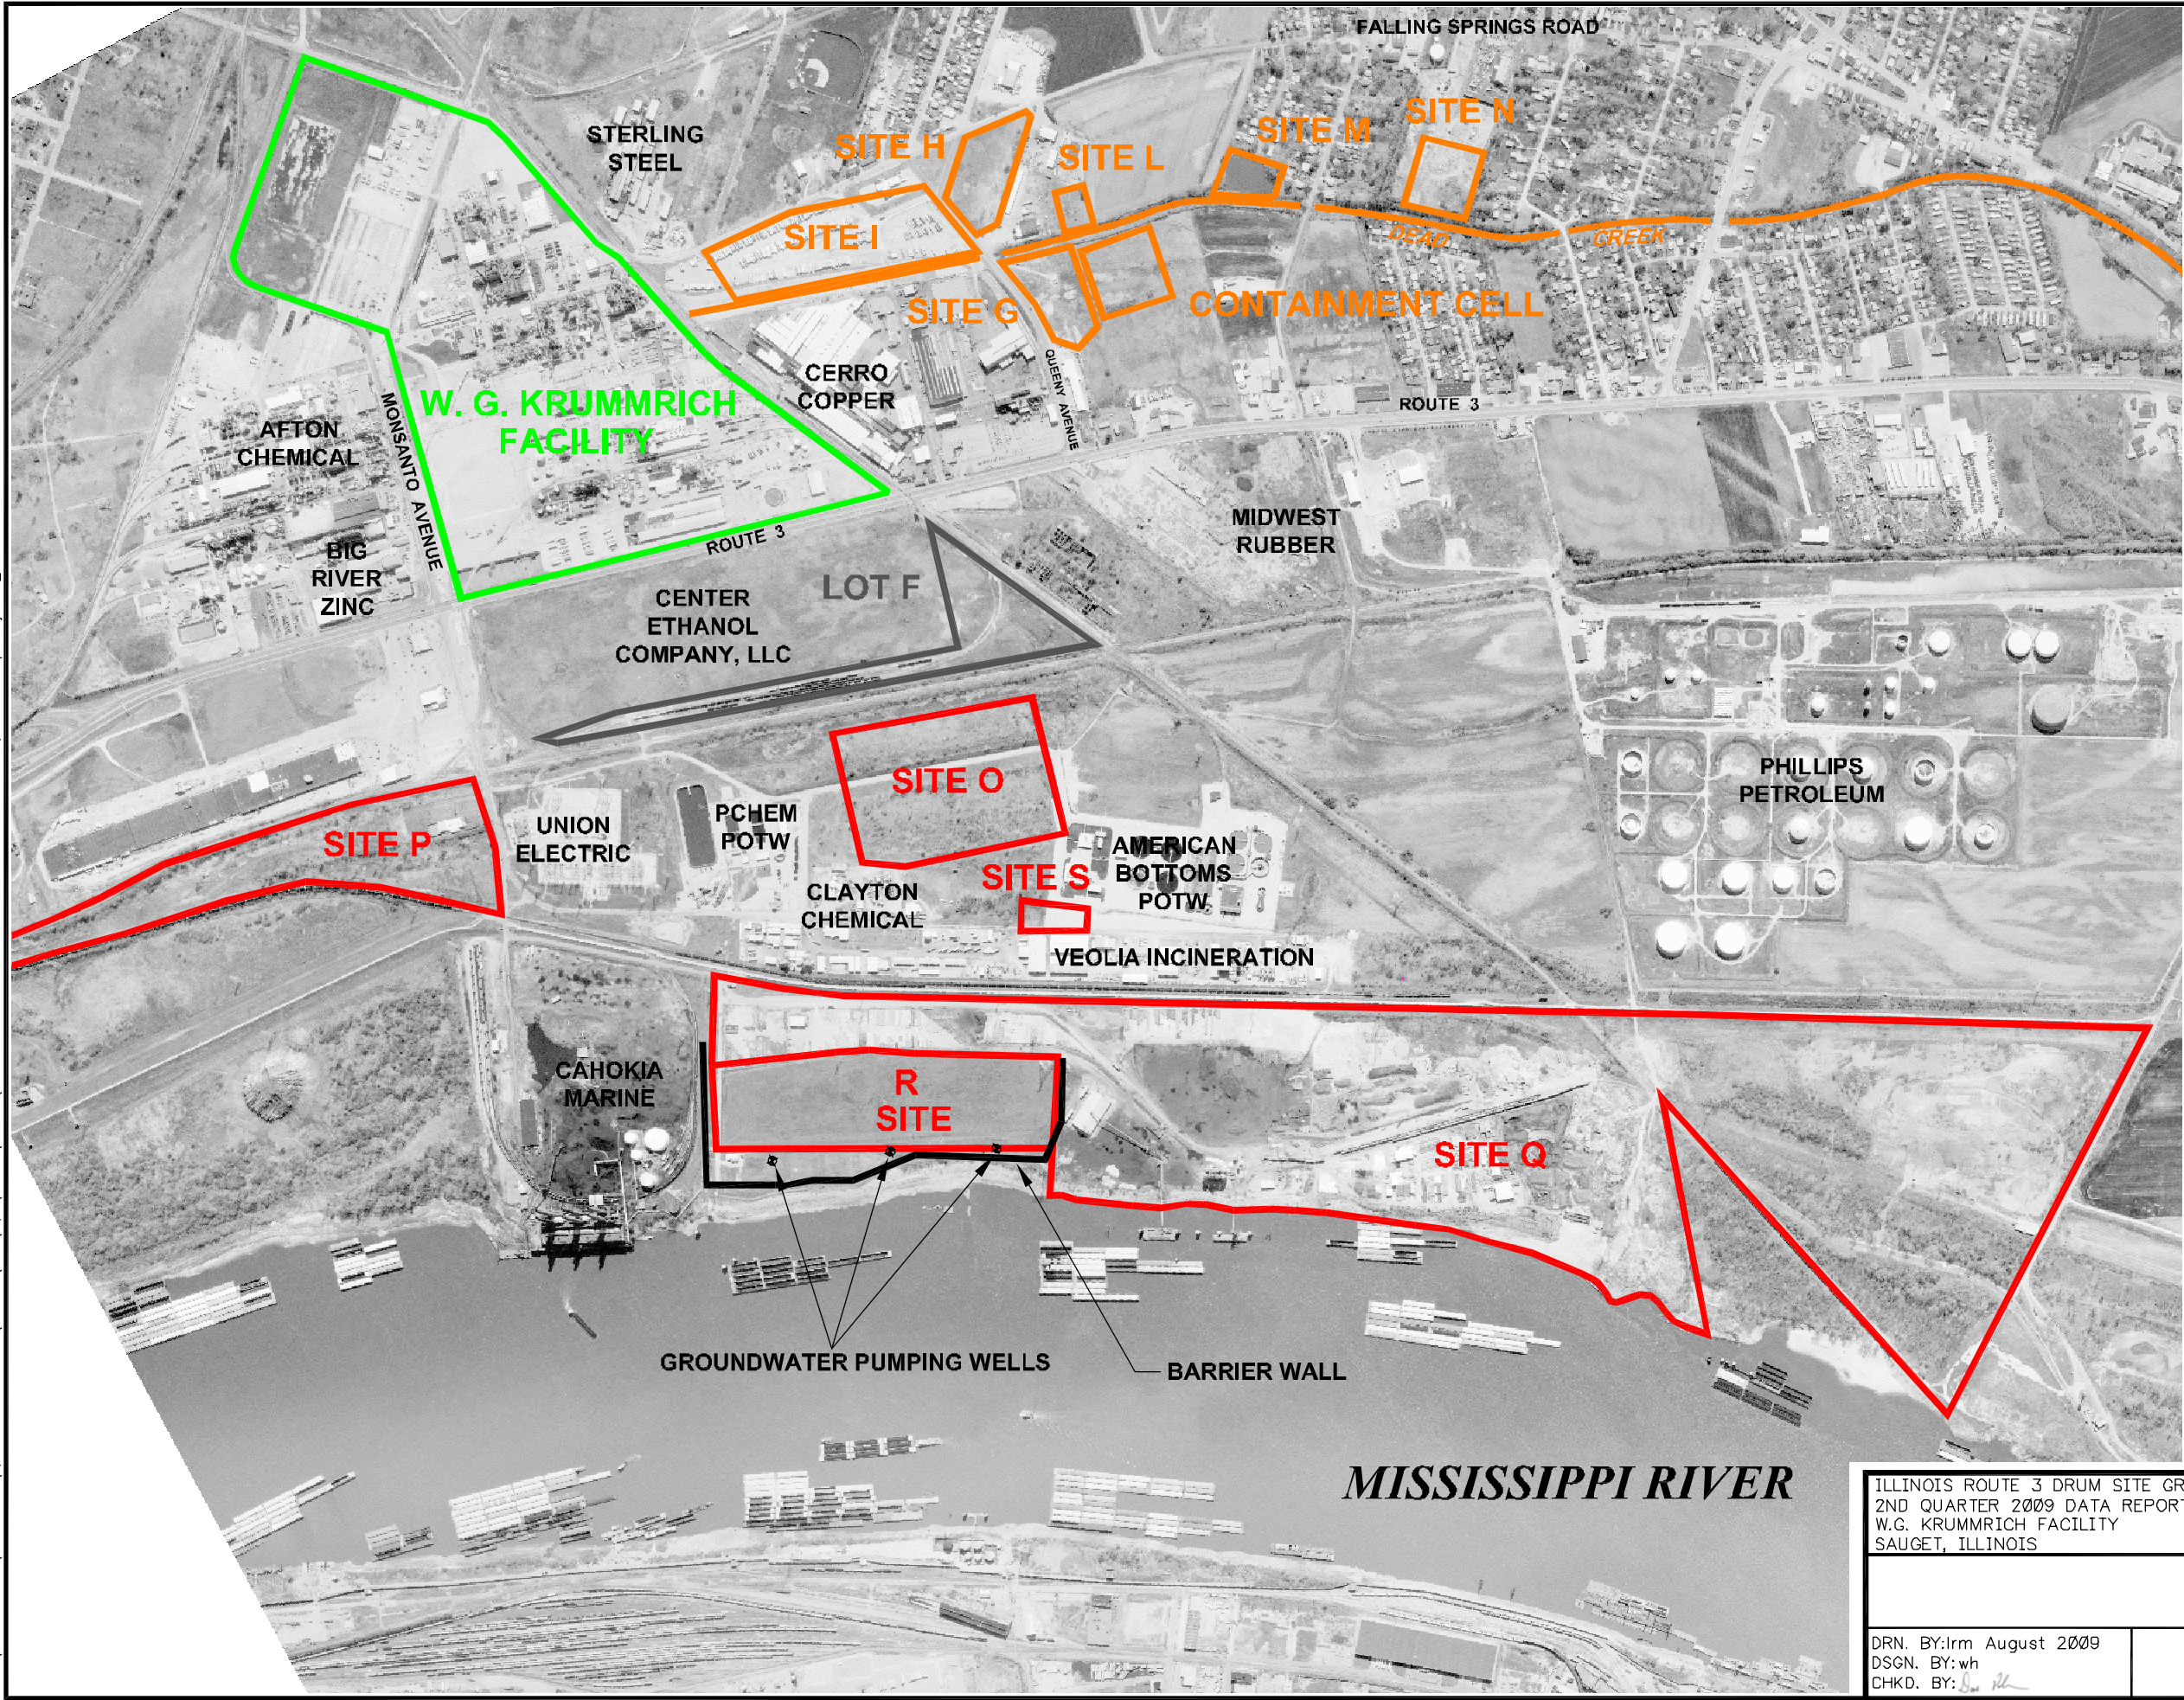 FALLING SPRINGS ROAD
STERLING
STEEL
SITE H
SITE L
SITE M
SITE N
SITE I
DEAD CREEK
SITE G
CONTAINMENT CELL
CERRO
COPPER
QUEENY AVENUE
ROUTE 3
W. G. KRUMMRICH
FACILITY
MONSANTO AVENUE
AFTON
CHEMICAL
BIG
RIVER
ZINC
ROUTE 3
MIDWEST
RUBBER
LOT F
CENTER
ETHANOL
COMPANY, LLC
SITE O
PHILLIPS
PETROLEUM
SITE P
UNION
ELECTRIC
PCHEM
POTW
AMERICAN
BOTTOMS
POTW
SITE S
CLAYTON
CHEMICAL
VEOLIA INCINERATION
CAHOKIA
MARINE
R
SITE
SITE Q
GROUNDWATER PUMPING WELLS
BARRIER WALL
MISSISSIPPI RIVER
ILLINOIS ROUTE 3 DRUM SITE GR
2ND QUARTER 2009 DATA REPORT
W.G. KRUMMRICH FACILITY
SAUGET, ILLINOIS
DRN. BY:lrm August 2009
DSGN. BY:wh
CHKD. BY: